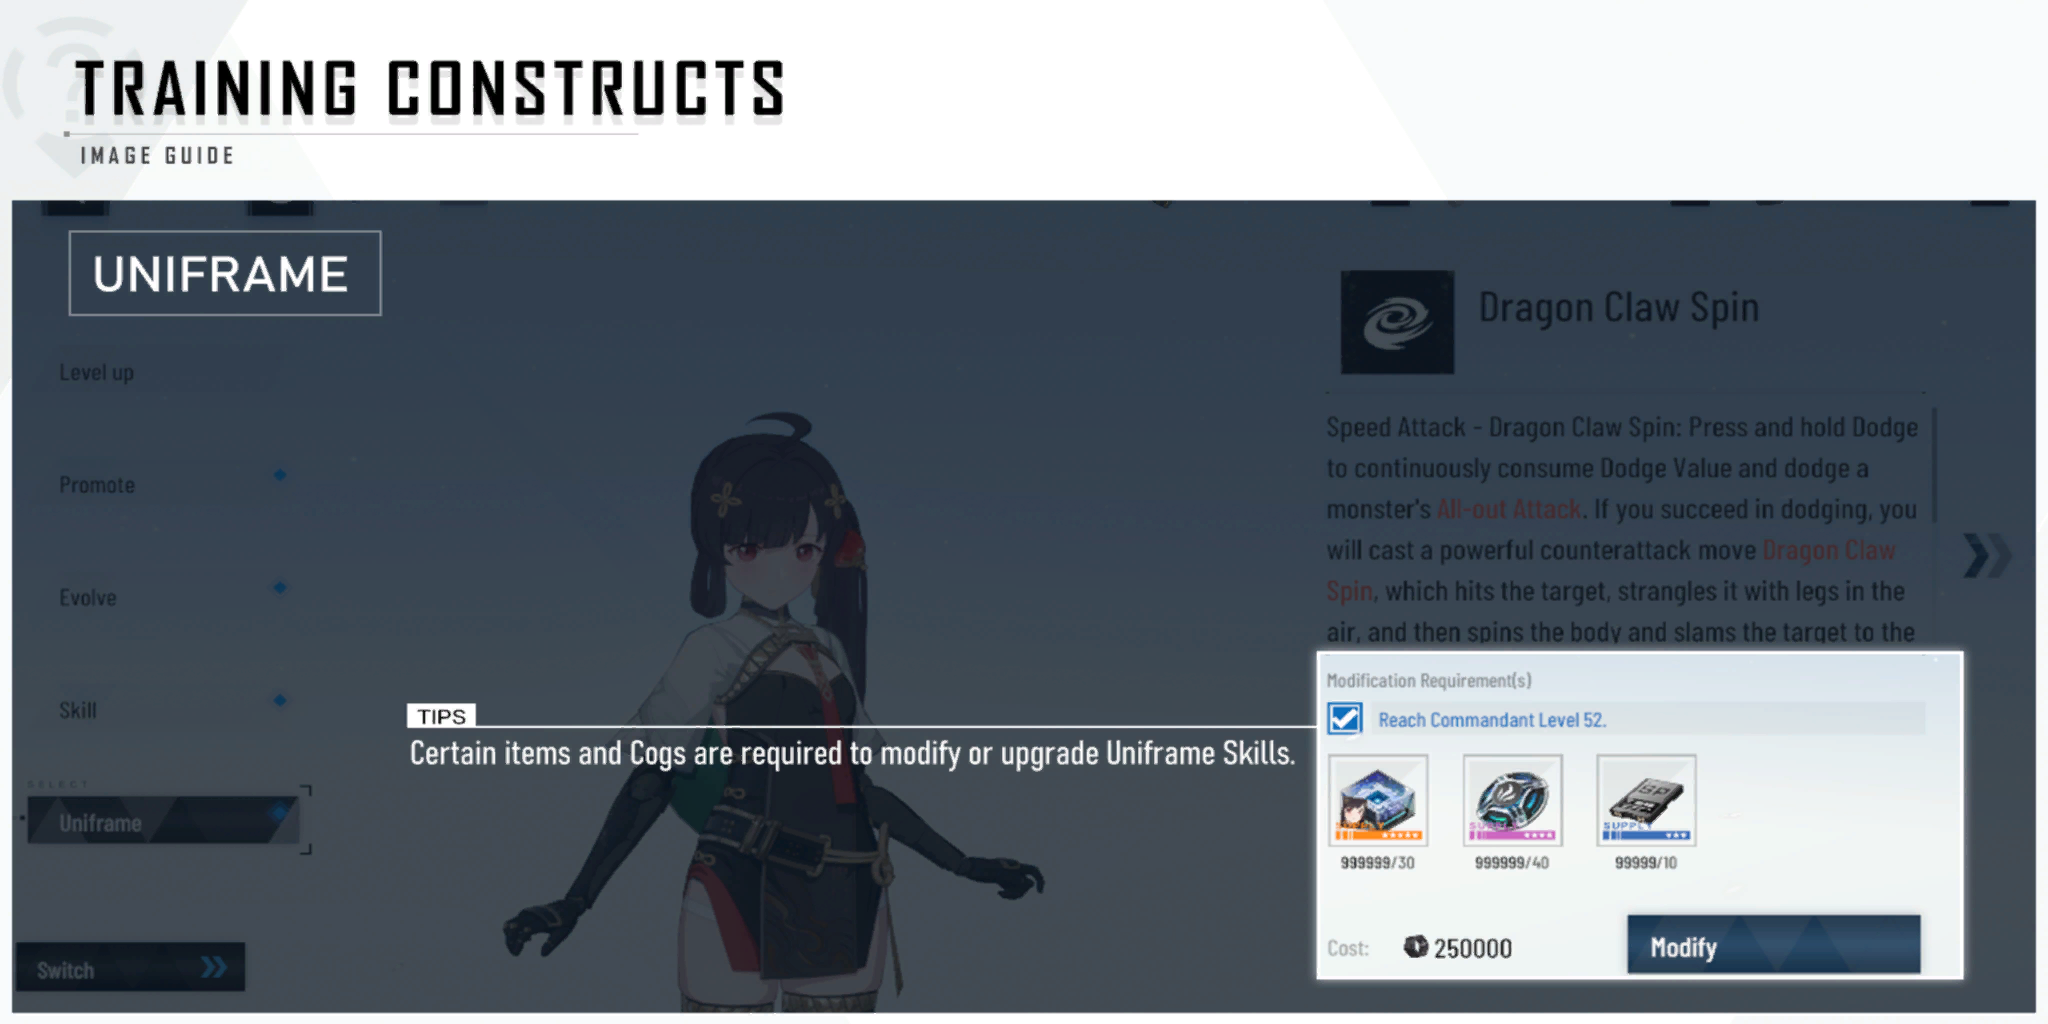 TRAINING CONSTRUCTS
IMAGE GUIDE
UNIFRAME
Level up
Promote
Evolve
Skill
SELECT
Uniframe
Switch
TIPS
Certain items and Cogs are required to modify or upgrade Uniframe Skills.
Dragon Claw Spin
Speed Attack - Dragon Claw Spin: Press and hold Dodge
to continuously consume Dodge Value and dodge a
monster's All-out Attack. If you succeed in dodging, you
will cast a powerful counterattack move Dragon Claw
Spin, which hits the target, strangles it with legs in the
air, and then spins the body and slams the target to the
Modification Requirement(s)
Reach Commandant Level 52.
SUPPLY
999999/30
999999/40
99999/10
Cost: 250000
Modify